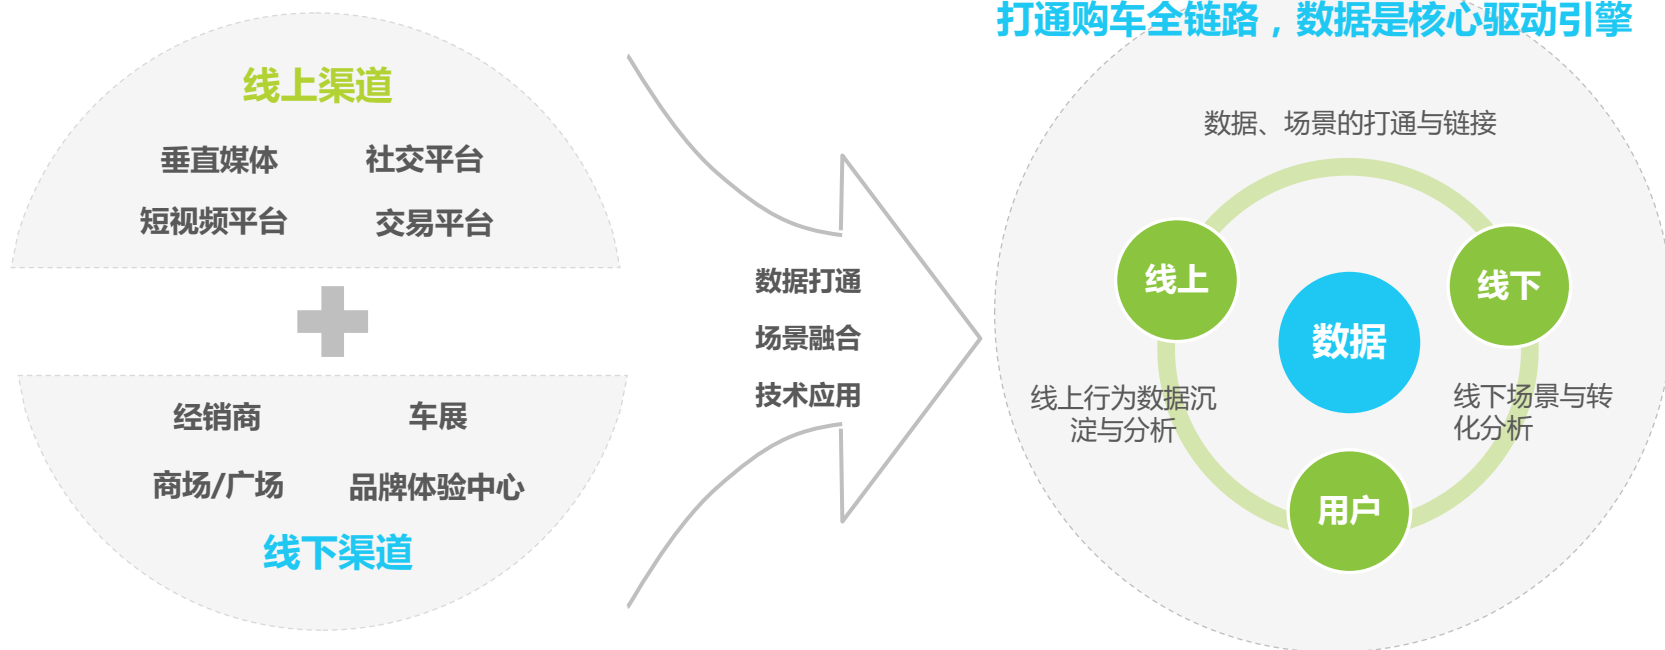 线上渠道
垂直媒体 社交平台
短视频平台 交易平台
经销商 车展
商场/广场 品牌体验中心
线下渠道
数据打通
场景融合
技术应用
打通购车全链路，数据是核心驱动引擎
数据、场景的打通与链接
线上
线下
数据
线上行为数据沉
淀与分析
线下场景与转
化分析
用户